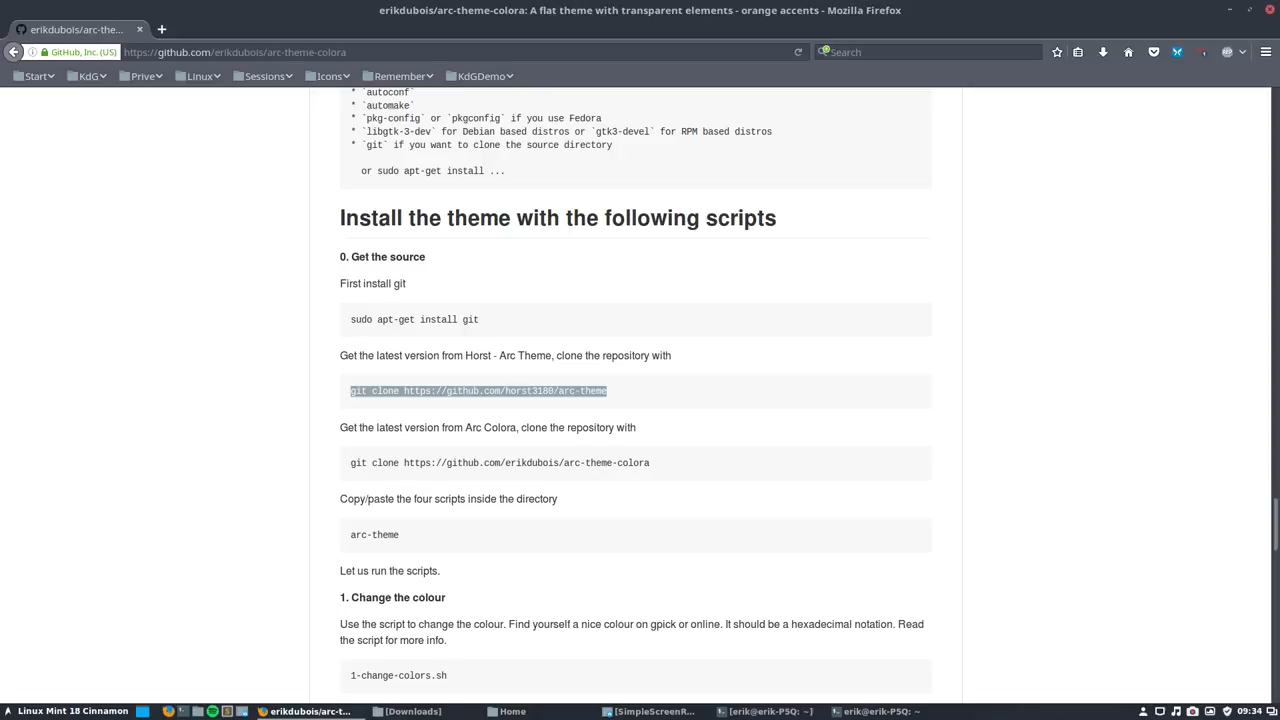 erikdubois/arc-theme-colora: A flat theme with transparent elements - orange accents - Mozilla Firefox
erikdubois/arc-the...
GitHub, Inc. (US)
https://github.com/erikdubois/arc-theme-colora
Search
Start
KdG
Prive
Linux
Sessions
Icons
Remember
KdGDemo
* `autoconf`
* `automake`
* `pkg-config` or `pkgconfig` if you use Fedora
* `libgtk-3-dev` for Debian based distros or `gtk3-devel` for RPM based distros
* `git` if you want to clone the source directory
or sudo apt-get install ...
Install the theme with the following scripts
0. Get the source
First install git
sudo apt-get install git
Get the latest version from Horst - Arc Theme, clone the repository with
git clone https://github.com/horst3180/arc-theme
Get the latest version from Arc Colora, clone the repository with
git clone https://github.com/erikdubois/arc-theme-colora
Copy/paste the four scripts inside the directory
arc-theme
Let us run the scripts.
1. Change the colour
Use the script to change the colour. Find yourself a nice colour on gpick or online. It should be a hexadecimal notation. Read
the script for more info.
1-change-colors.sh
Linux Mint 18 Cinnamon
erikdubois/arc-t...
[Downloads]
Home
[SimpleScreenR...
[erik@erik-P5Q: ~]
erik@erik-P5Q: ~
09:34